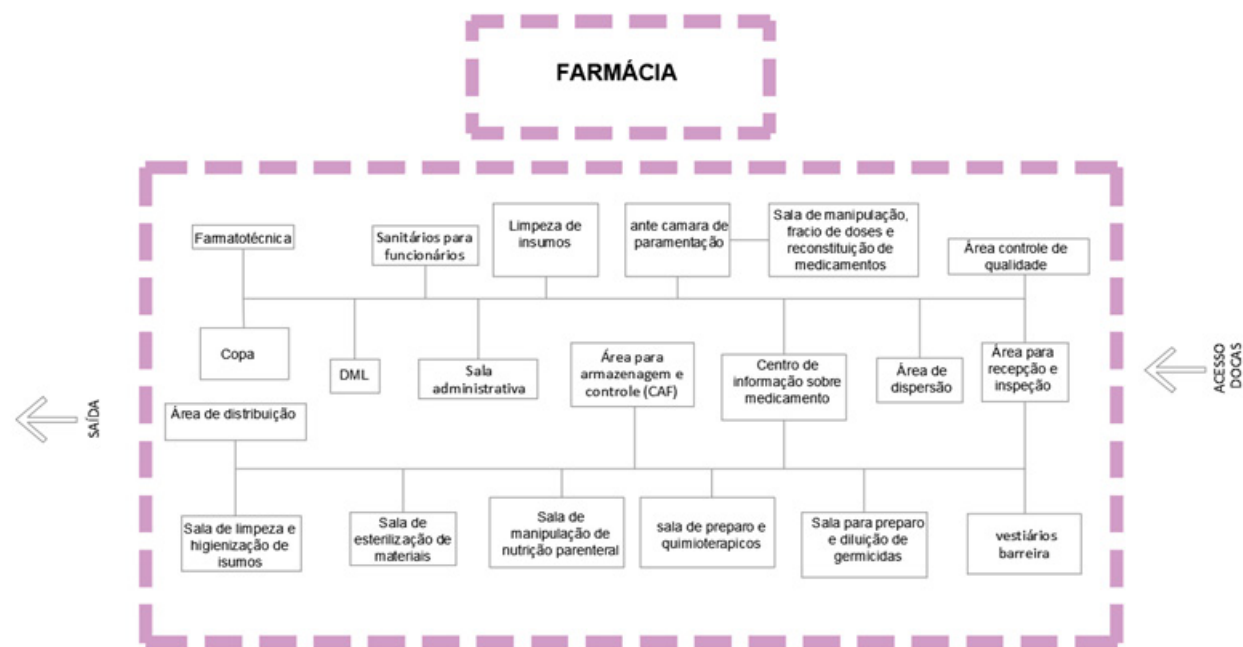 FARMÁCIA
Farmatotécnica
Sanitários para
funcionários
Limpeza de
insumos
ante camara de
paramentação
Sala de manipulação,
fracio de doses e
reconstituição de
medicamentos
Área controle de
qualidade
Copa
DML
Sala
administrativa
Área para
armazenagem e
controle (CAF)
Centro de
informação sobre
medicamento
Área de
dispersão
Área para
recepção e
inspeção
ACESSO
DOCAS
SAÍDA
Área de distribuição
Sala de limpeza e
higienização de
isumos
Sala de
esterilização de
materiais
Sala de
manipulação de
nutrição parenteral
sala de preparo e
quimioterapicos
Sala para preparo
e diluição de
germicidas
vestiários
barreira